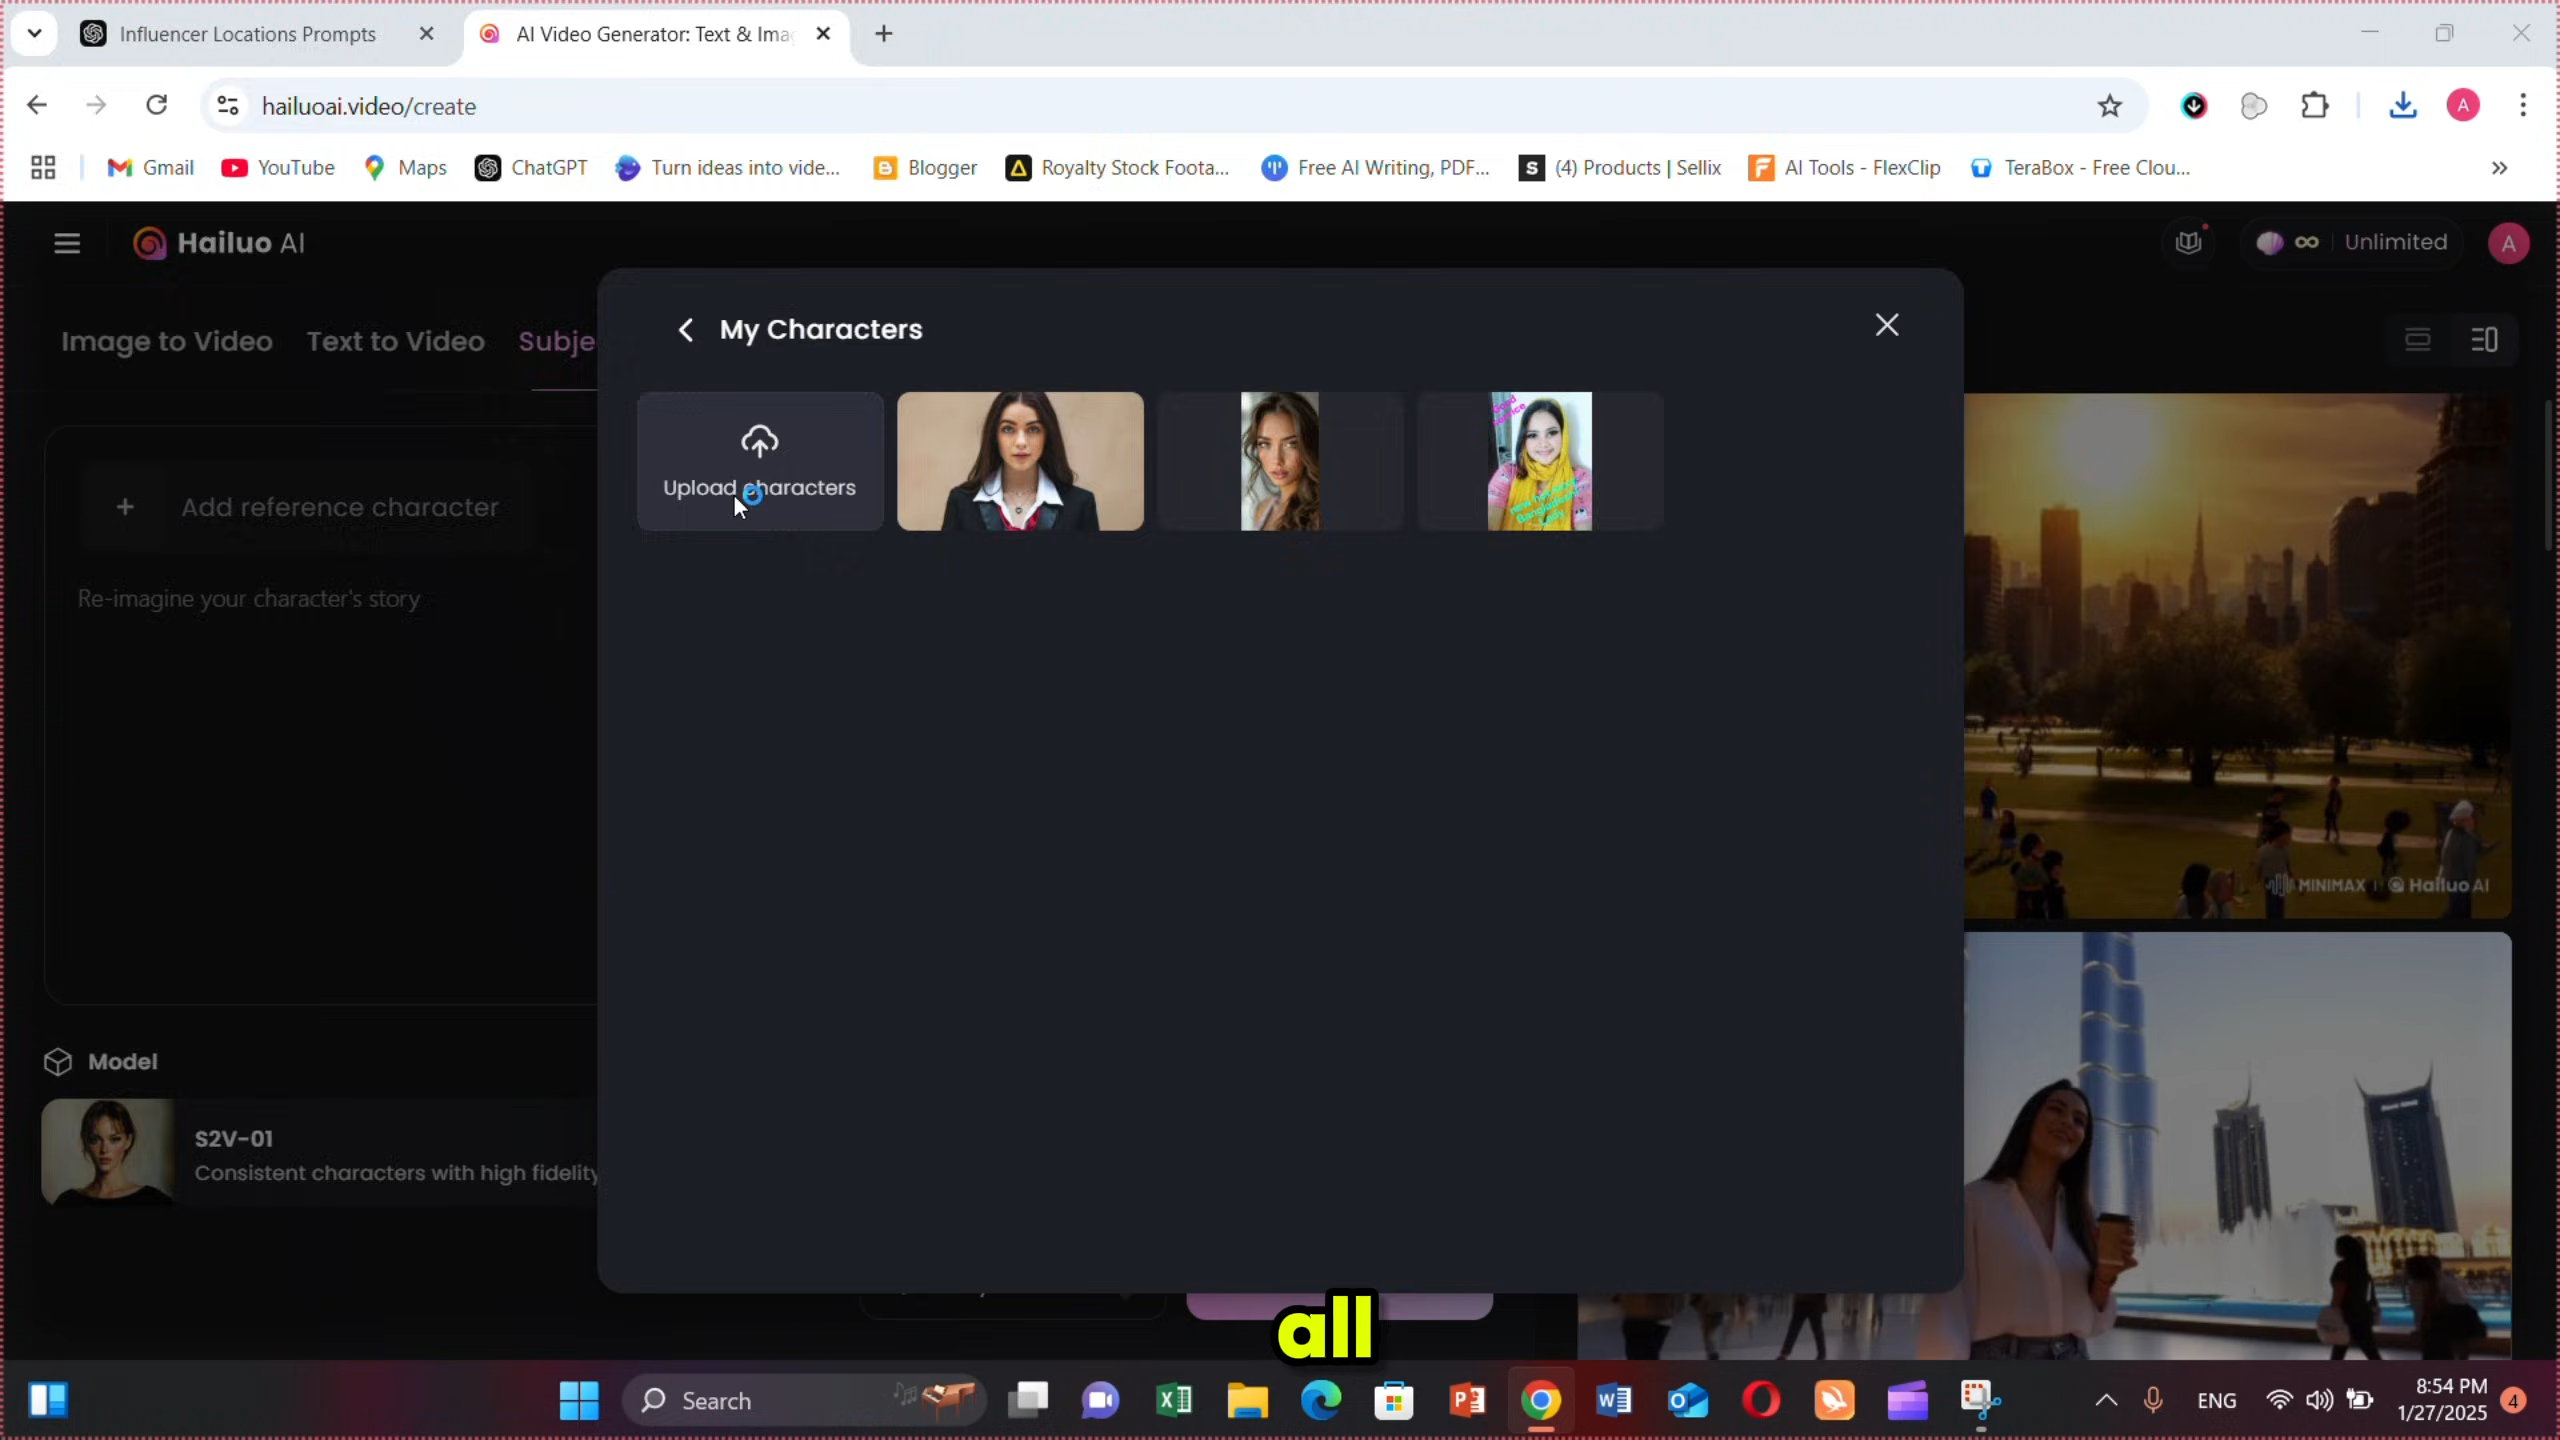 Influencer Locations Prompts
AI Video Generator: Text & Ima
hailuoai.video/create
Gmail
YouTube
Maps
ChatGPT
Turn ideas into vide...
Blogger
Royalty Stock Foota...
Free AI Writing, PDF...
(4) Products | Sellix
AI Tools - FlexClip
TeraBox - Free Clou...
Hailuo AI
Unlimited
A
Image to Video
Text to Video
Subje
My Characters
Upload characters
Add reference character
Re-imagine your character's story
MINIMAX | Hailuo AI
Model
S2V-01
Consistent characters with high fidelity
all
Search
ENG
8:54 PM
1/27/2025
4